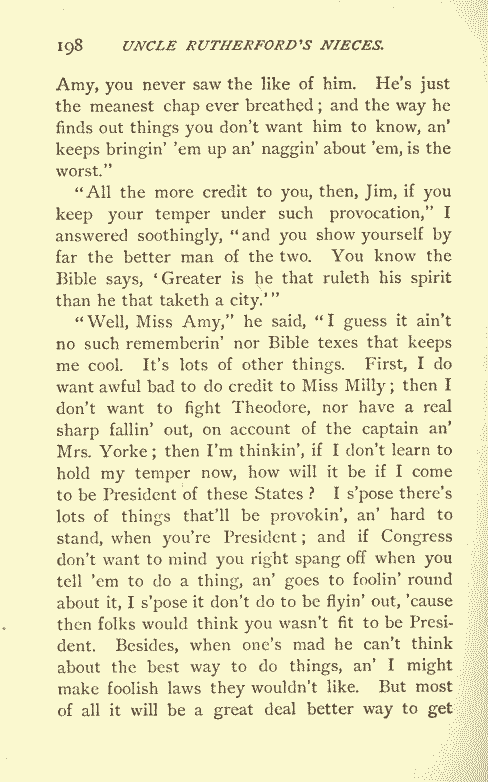 198 UNCLE RUTHERFORD'S NIECES.
Amy, you never saw the like of him. He's just
the meanest chap ever breathed; and the way he
finds out things you don't want him to know, an'
keeps bringin' 'em up an' naggin' about 'em, is the
worst."
"All the more credit to you, then, Jim, if you
keep your temper under such provocation," I
answered soothingly, "and you show yourself by
far the better man of the two. You know the
Bible says, 'Greater is he that ruleth his spirit
than he that taketh a city.'"
"Well, Miss Amy," he said, "I guess it ain't
no such rememberin' nor Bible texes that keeps
me cool. It's lots of other things. First, I do
want awful bad to do credit to Miss Milly; then I
don't want to fight Theodore, nor have a real
sharp fallin' out, on account of the captain an'
Mrs. Yorke; then I'm thinkin', if I don't learn to
hold my temper now, how will it be if I come
to be President of these States? I s'pose there's
lots of things that'll be provokin', an' hard to
stand, when you're President; and if Congress
don't want to mind you right spang off when you
tell 'em to do a thing, an' goes to foolin' round
about it, I s'pose it don't do to be flyin' out, 'cause
then folks would think you wasn't fit to be Presi-
dent. Besides, when one's mad he can't think
about the best way to do things, an' I might
make foolish laws they wouldn't like. But most
of all it will be a great deal better way to get